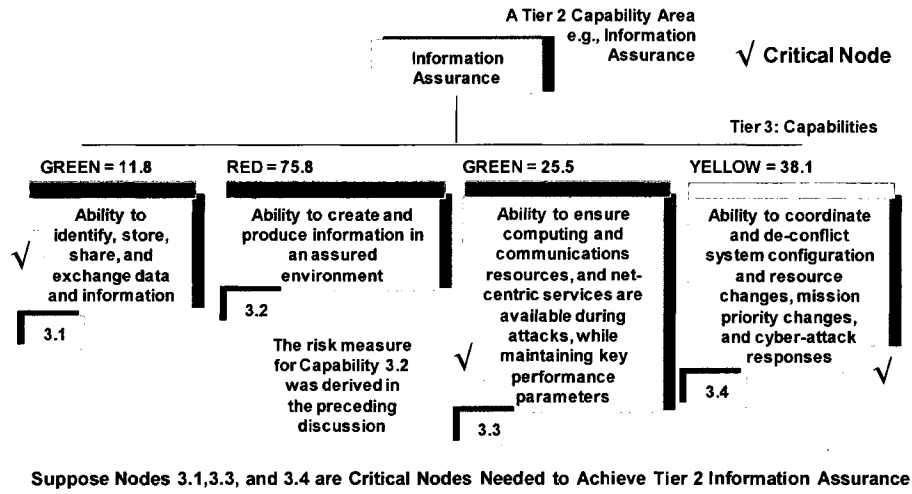 A Tier 2 Capability Area
e.g., Information
Assurance
√ Critical Node
Information
Assurance
Tier 3: Capabilities
GREEN = 11.8
RED = 75.8
GREEN = 25.5
YELLOW = 38.1
Ability to
identify, store,
share, and
exchange data
and information
√
3.1
Ability to create and
produce information in
an assured
environment
3.2
The risk measure
for Capability 3.2
was derived in
the preceding
discussion
Ability to ensure
computing and
communications
resources, and net-
centric services are
available during
attacks, while
maintaining key
performance
parameters
√
3.3
Ability to coordinate
and de-conflict
system configuration
and resource
changes, mission
priority changes,
and cyber-attack
responses
√
3.4
Suppose Nodes 3.1,3.3, and 3.4 are Critical Nodes Needed to Achieve Tier 2 Information Assurance